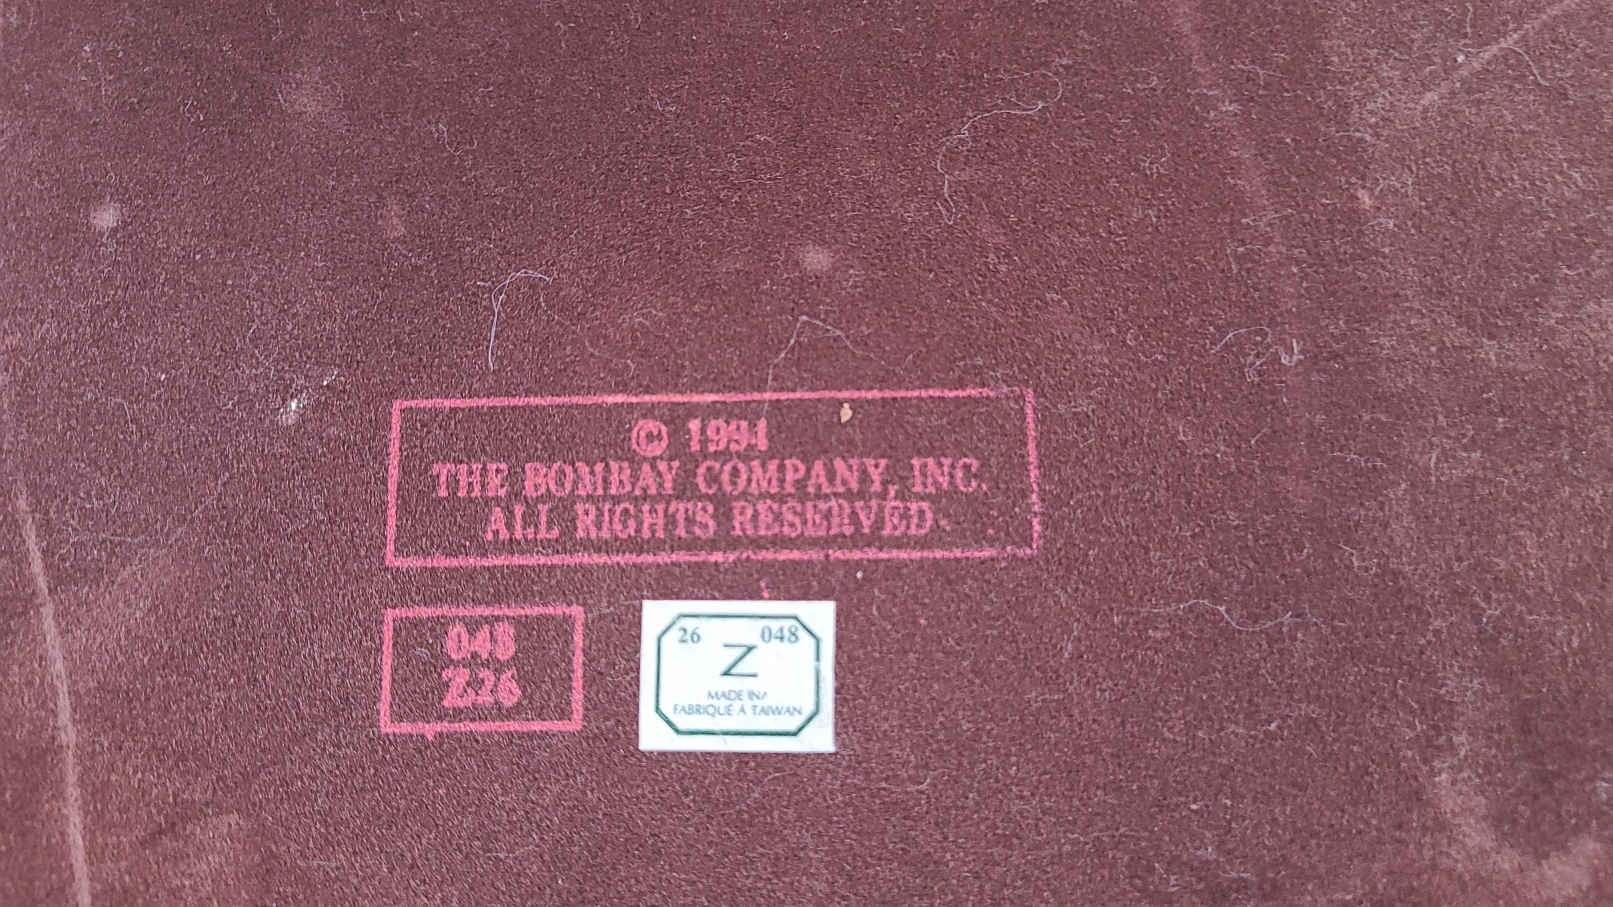 © 1994
THE BOMBAY COMPANY, INC.
ALL RIGHTS RESERVED
048
Z26
26 048
Z
MADE IN/
FABRIQUÉ À TAIWAN